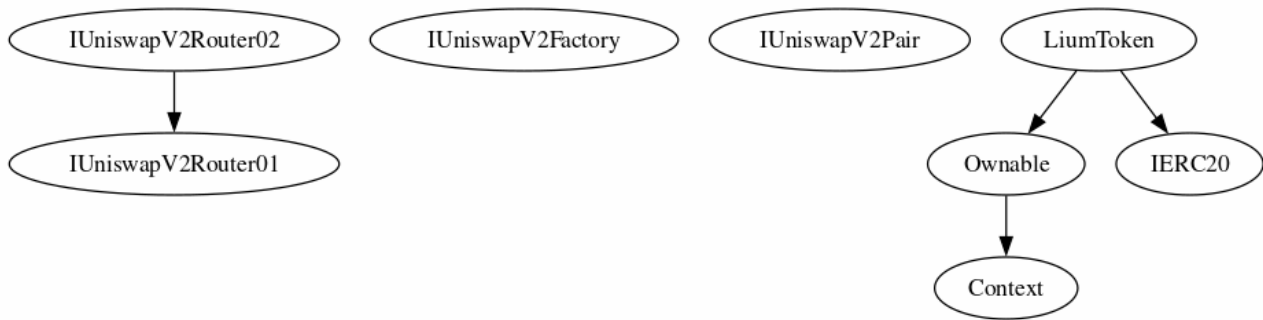 IUniswapV2Router02
IUniswapV2Factory
IUniswapV2Pair
LiumToken
IUniswapV2Router01
Ownable
IERC20
Context